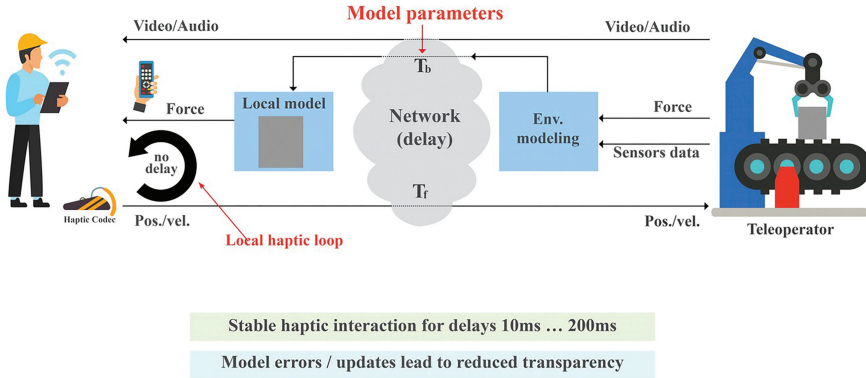 Model parameters
Video/Audio
Video/Audio
T_b
Local model
Force
Network
(delay)
Env.
modeling
Force
Sensors data
no
delay
T_f
Haptic Codec
Pos./vel.
Pos./vel.
Local haptic loop
Teleoperator
Stable haptic interaction for delays 10ms … 200ms
Model errors / updates lead to reduced transparency